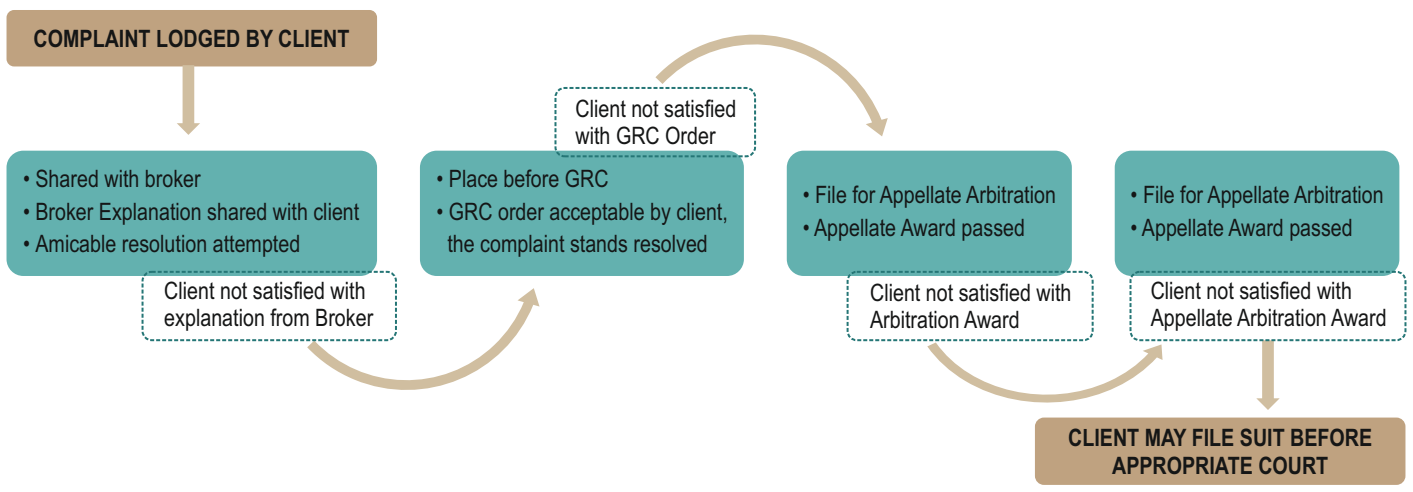 COMPLAINT LODGED BY CLIENT
• Shared with broker
• Broker Explanation shared with client
• Amicable resolution attempted
Client not satisfied with
explanation from Broker
Client not satisfied
with GRC Order
• Place before GRC
• GRC order acceptable by client,
the complaint stands resolved
• File for Appellate Arbitration
• Appellate Award passed
Client not satisfied with
Arbitration Award
• File for Appellate Arbitration
• Appellate Award passed
Client not satisfied with
Appellate Arbitration Award
CLIENT MAY FILE SUIT BEFORE
APPROPRIATE COURT